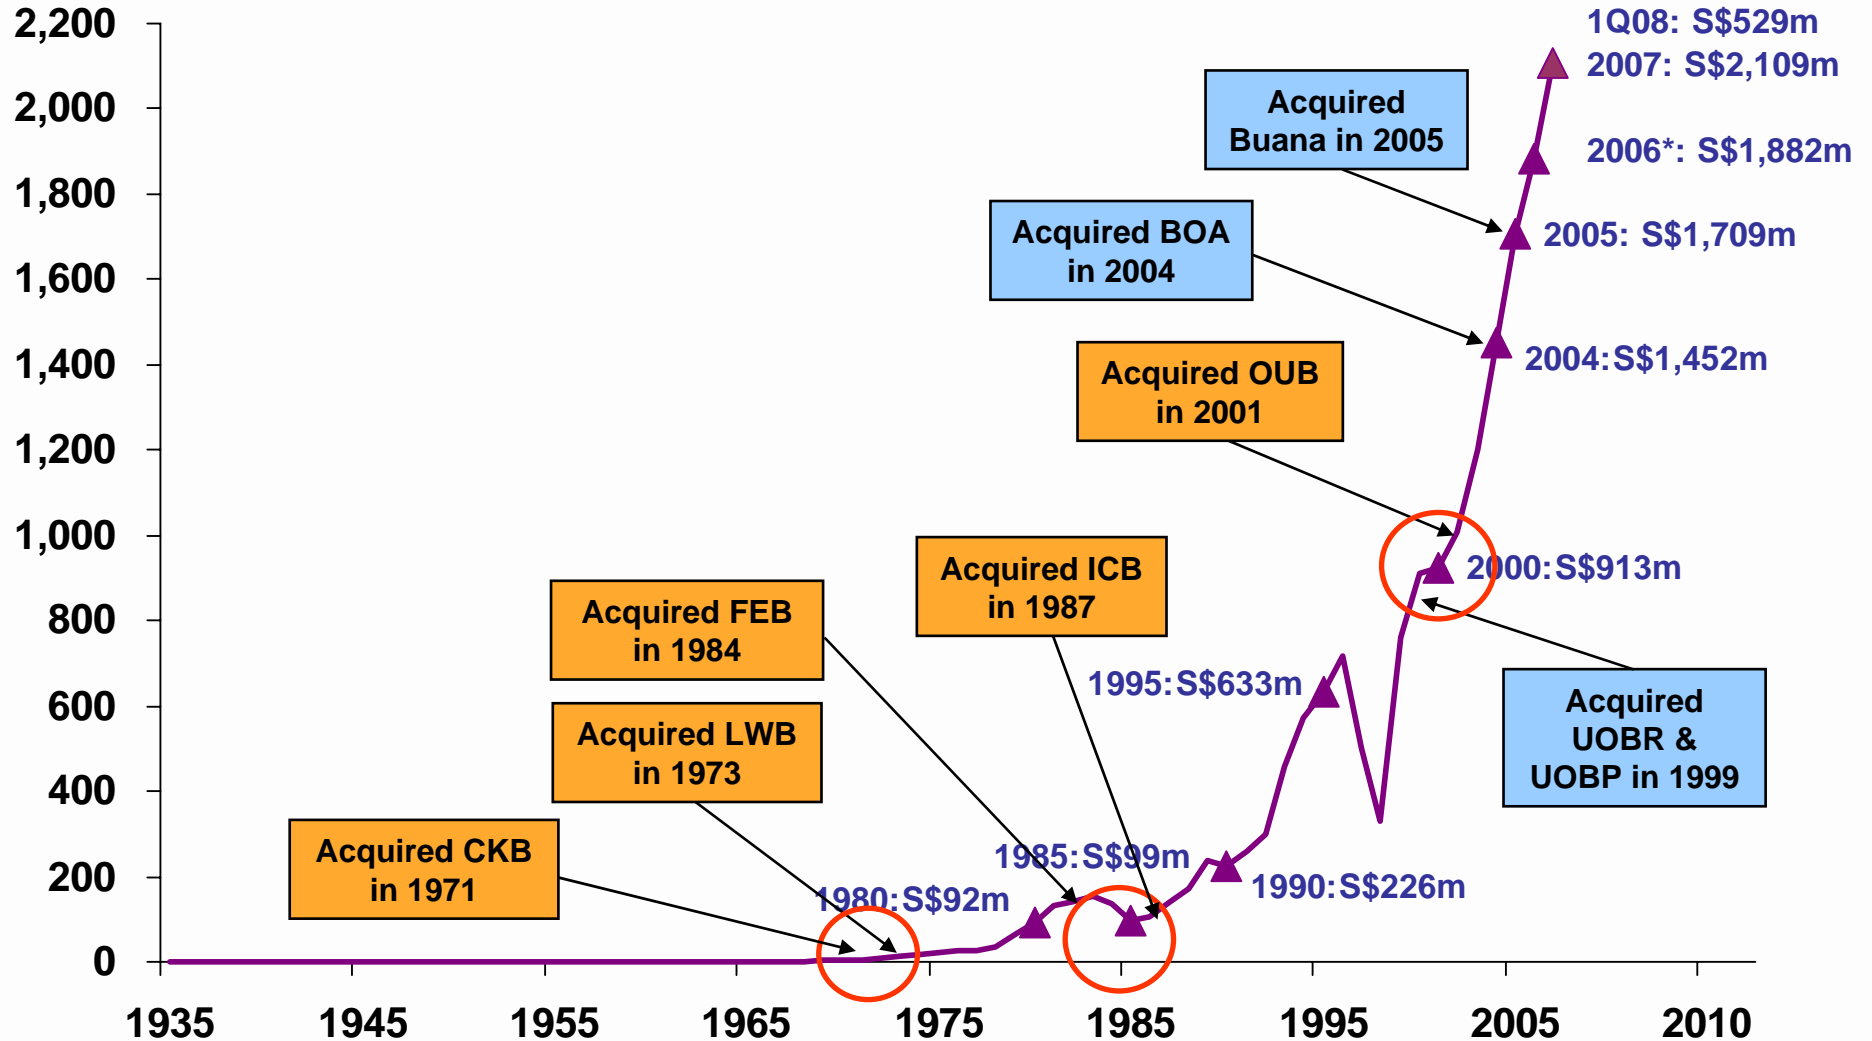 2,200
2,000
1,800
1,600
1,400
1,200
1,000
800
600
400
200
0
1935
1945
1955
1965
1975
1985
1995
2005
2010
1Q08: S$529m
2007: S$2,109m
2006*: S$1,882m
2005: S$1,709m
2004:S$1,452m
2000:S$913m
1995:S$633m
1990:S$226m
1985:S$99m
1980:S$92m
Acquired
Buana in 2005
Acquired BOA
in 2004
Acquired OUB
in 2001
Acquired ICB
in 1987
Acquired FEB
in 1984
Acquired LWB
in 1973
Acquired CKB
in 1971
Acquired
UOBR &
UOBP in 1999